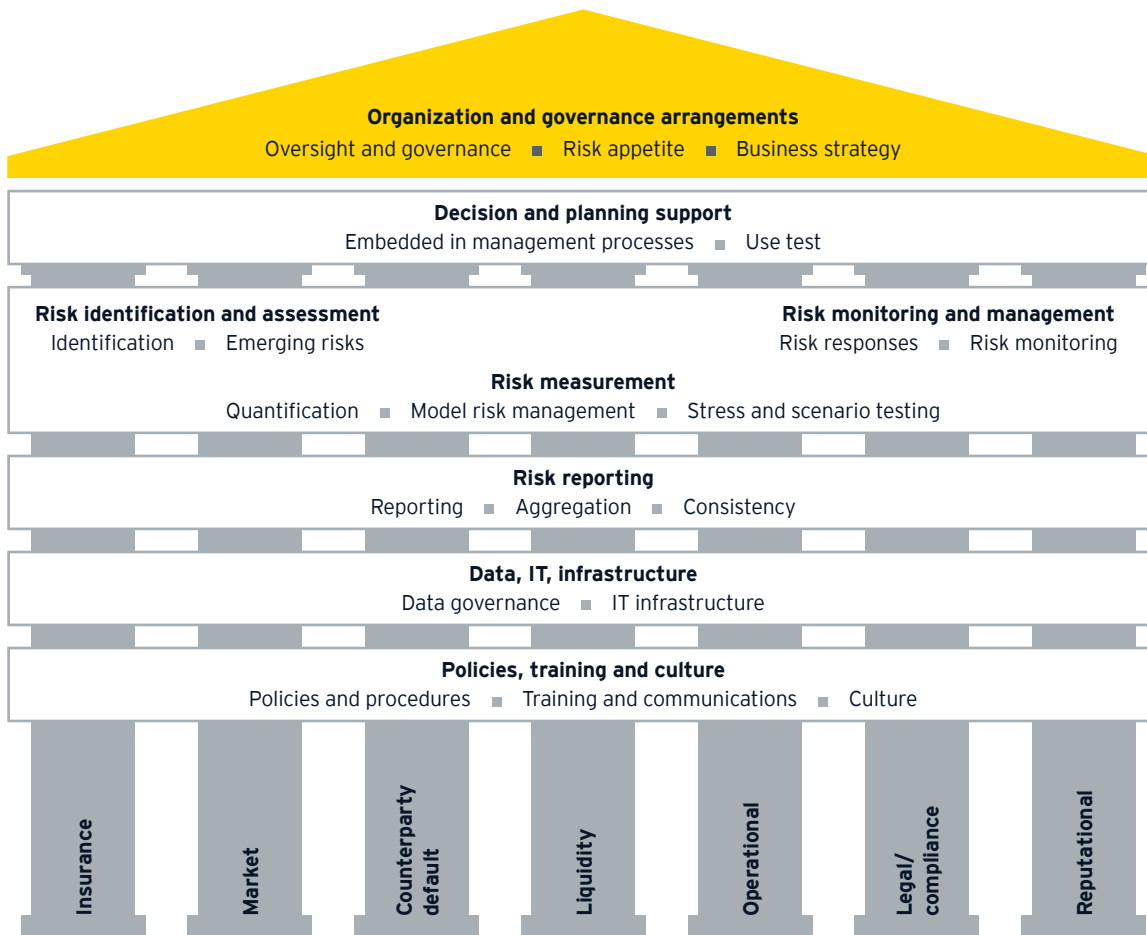 Organization and governance arrangements
Oversight and governance ■ Risk appetite ■ Business strategy
Decision and planning support
Embedded in management processes ■ Use test
Risk identification and assessment
Identification ■ Emerging risks
Risk monitoring and management
Risk responses ■ Risk monitoring
Risk measurement
Quantification ■ Model risk management ■ Stress and scenario testing
Risk reporting
Reporting ■ Aggregation ■ Consistency
Data, IT, infrastructure
Data governance ■ IT infrastructure
Policies, training and culture
Policies and procedures ■ Training and communications ■ Culture
Insurance
Market
Counterparty
default
Liquidity
Operational
Legal/
compliance
Reputational